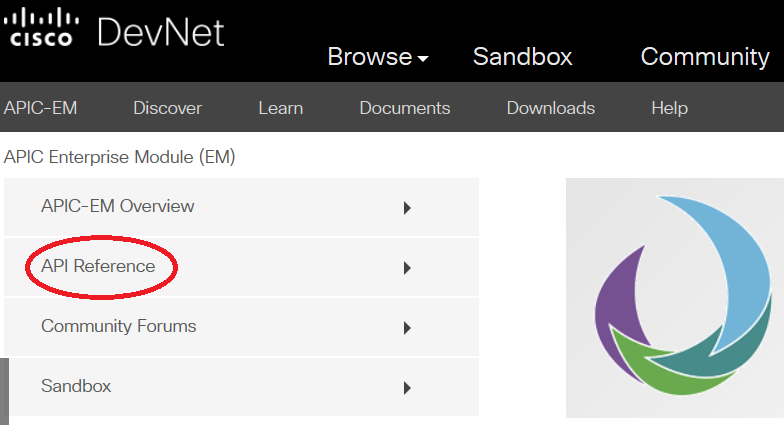 CISCO DevNet
Browse Sandbox Community
APIC-EM Discover Learn Documents Downloads Help
APIC Enterprise Module (EM)
APIC-EM Overview
API Reference
Community Forums
Sandbox